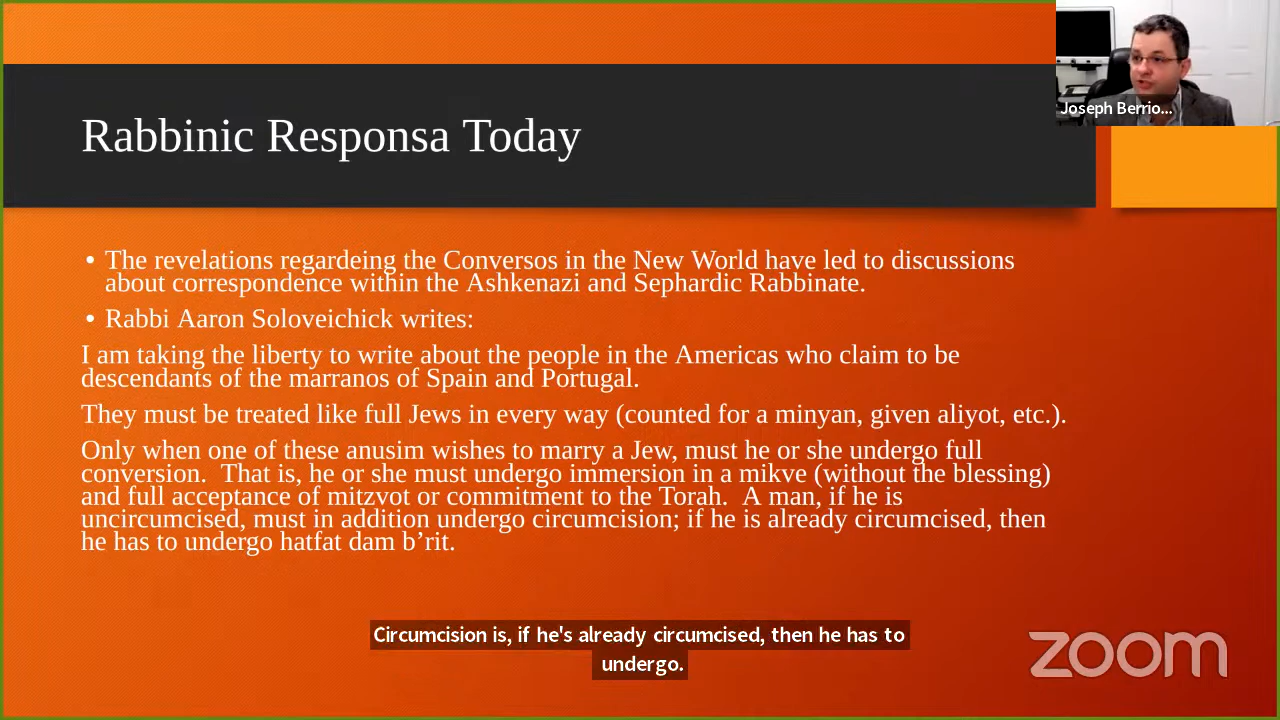 Joseph Berrio...
Rabbinic Responsa Today
• The revelations regardeing the Conversos in the New World have led to discussions
about correspondence within the Ashkenazi and Sephardic Rabbinate.
• Rabbi Aaron Soloveichick writes:
I am taking the liberty to write about the people in the Americas who claim to be
descendants of the marranos of Spain and Portugal.
They must be treated like full Jews in every way (counted for a minyan, given aliyot, etc.).
Only when one of these anusim wishes to marry a Jew, must he or she undergo full
conversion.  That is, he or she must undergo immersion in a mikve (without the blessing)
and full acceptance of mitzvot or commitment to the Torah.  A man, if he is
uncircumcised, must in addition undergo circumcision; if he is already circumcised, then
he has to undergo hatfat dam b’rit.
Circumcision is, if he's already circumcised, then he has to
undergo.
zoom